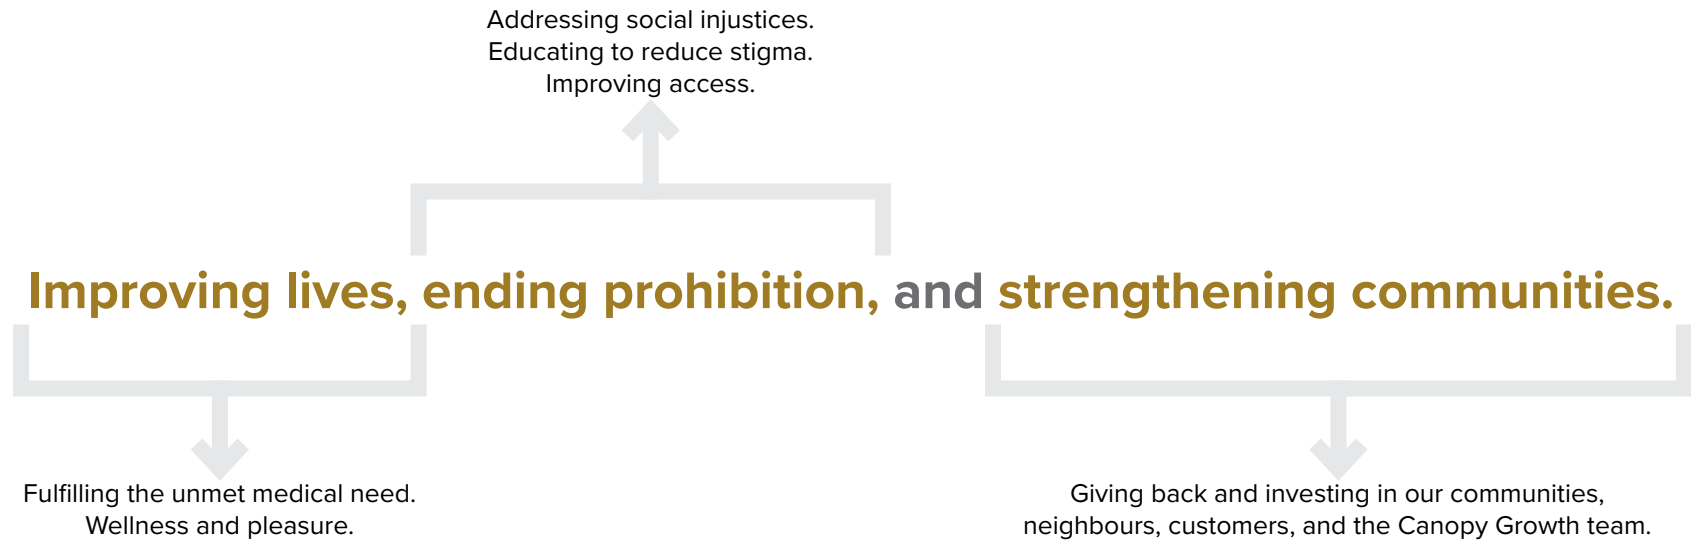 Addressing social injustices.
Educating to reduce stigma.
Improving access.
Improving lives, ending prohibition, and strengthening communities.
Fulfilling the unmet medical need.
Wellness and pleasure.
Giving back and investing in our communities,
neighbours, customers, and the Canopy Growth team.